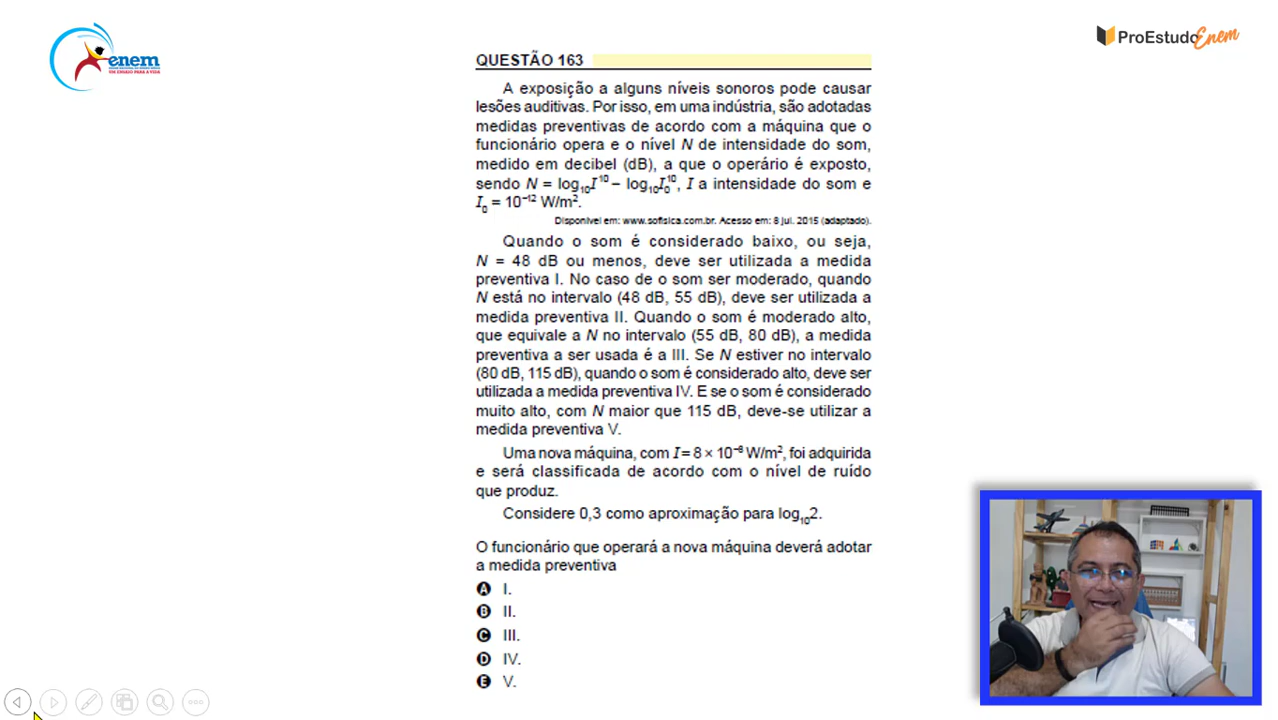 enem
ProEstudoEnem
QUESTÃO 163
A exposição a alguns níveis sonoros pode causar
lesões auditivas. Por isso, em uma indústria, são adotadas
medidas preventivas de acordo com a máquina que o
funcionário opera e o nível N de intensidade do som,
medido em decibel (dB), a que o operário é exposto,
sendo N = log₁₀I¹⁰ − log₁₀I₀¹⁰, I a intensidade do som e
I₀ = 10⁻¹² W/m².
Disponível em: www.sofisica.com.br. Acesso em: 8 jul. 2015 (adaptado).
Quando o som é considerado baixo, ou seja,
N = 48 dB ou menos, deve ser utilizada a medida
preventiva I. No caso de o som ser moderado, quando
N está no intervalo (48 dB, 55 dB), deve ser utilizada a
medida preventiva II. Quando o som é moderado alto,
que equivale a N no intervalo (55 dB, 80 dB), a medida
preventiva a ser usada é a III. Se N estiver no intervalo
(80 dB, 115 dB), quando o som é considerado alto, deve ser
utilizada a medida preventiva IV. E se o som é considerado
muito alto, com N maior que 115 dB, deve-se utilizar a
medida preventiva V.
Uma nova máquina, com I = 8 × 10⁻⁸ W/m², foi adquirida
e será classificada de acordo com o nível de ruído
que produz.
Considere 0,3 como aproximação para log₁₀2.
O funcionário que operará a nova máquina deverá adotar
a medida preventiva
A I.
B II.
C III.
D IV.
E V.